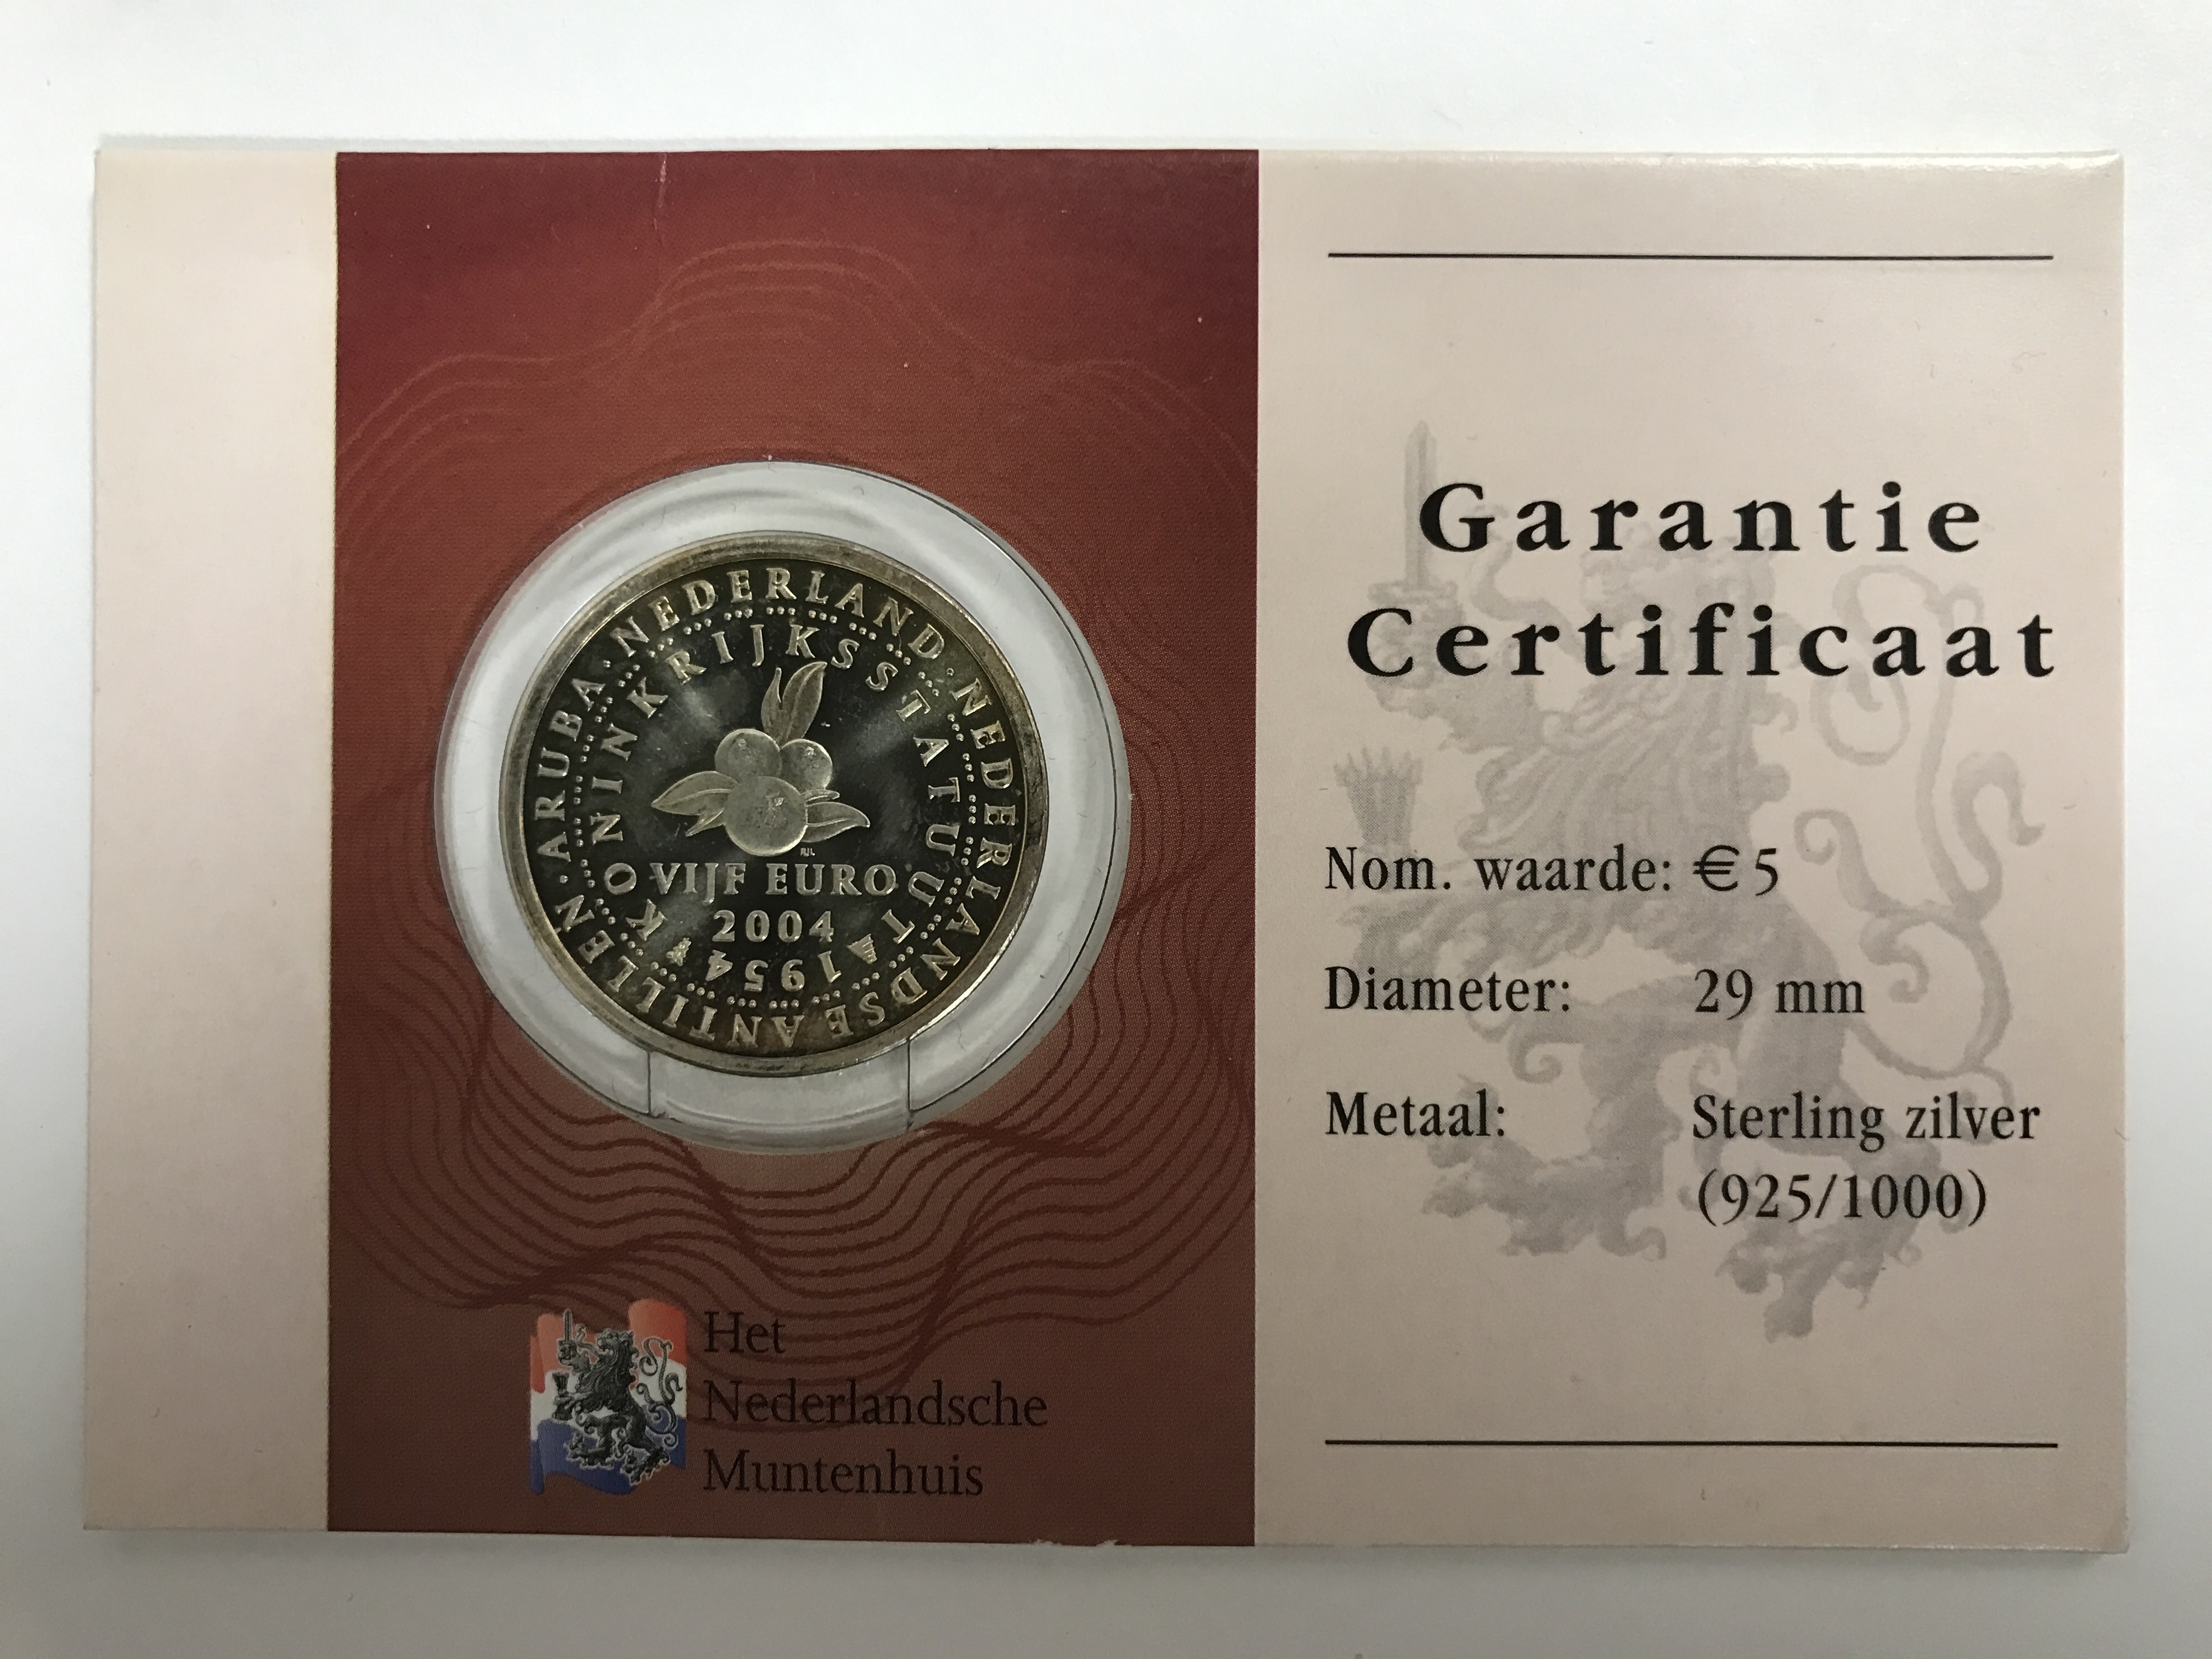 NEDERLAND · NEDERLANDSE ANTILLEN · ARUBA ·
KONINKRIJKSSTATUUT 1954
VIJF EURO
2004
Het
Nederlandsche
Muntenhuis
Garantie
Certificaat
Nom. waarde: € 5
Diameter: 29 mm
Metaal: Sterling zilver
(925/1000)